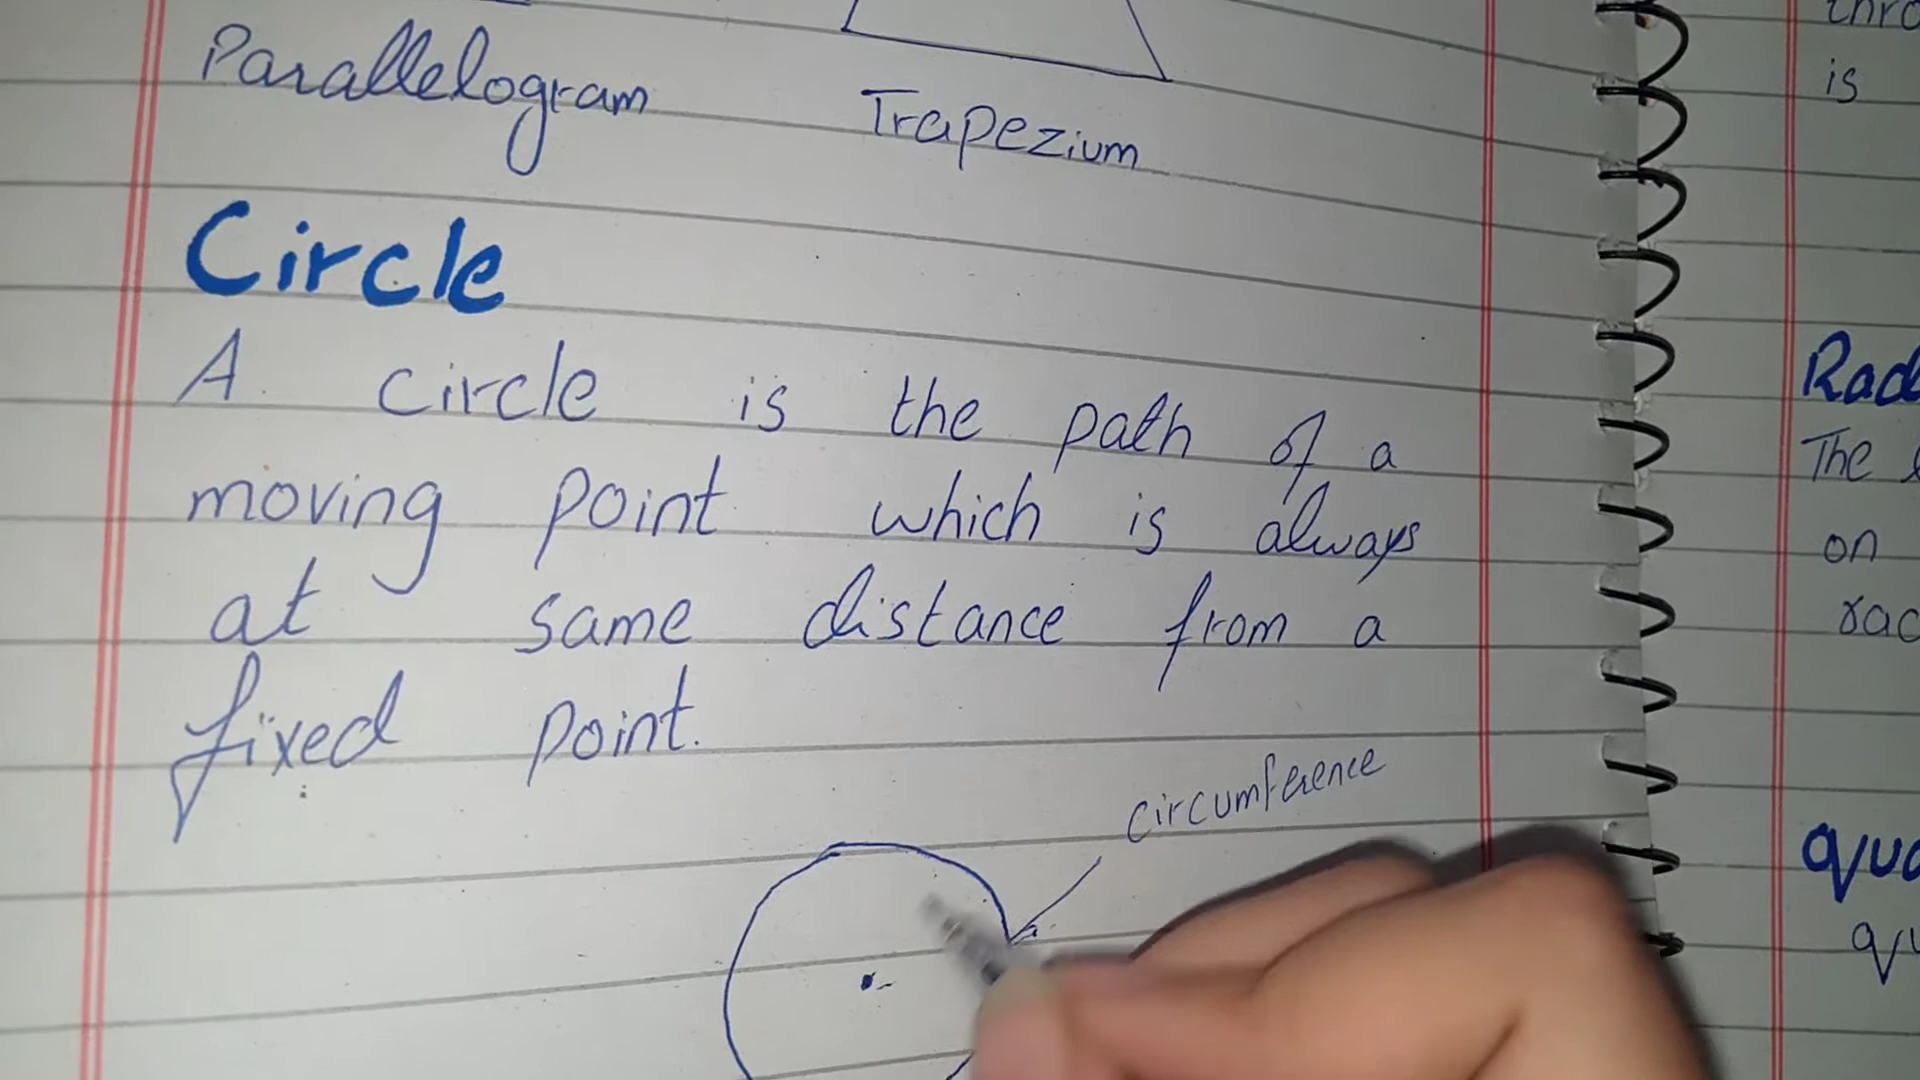 Parallelogram
Trapezium
Circle
A circle is the path of a
moving point which is always
at same distance from a
fixed point.
circumference
is
The
on